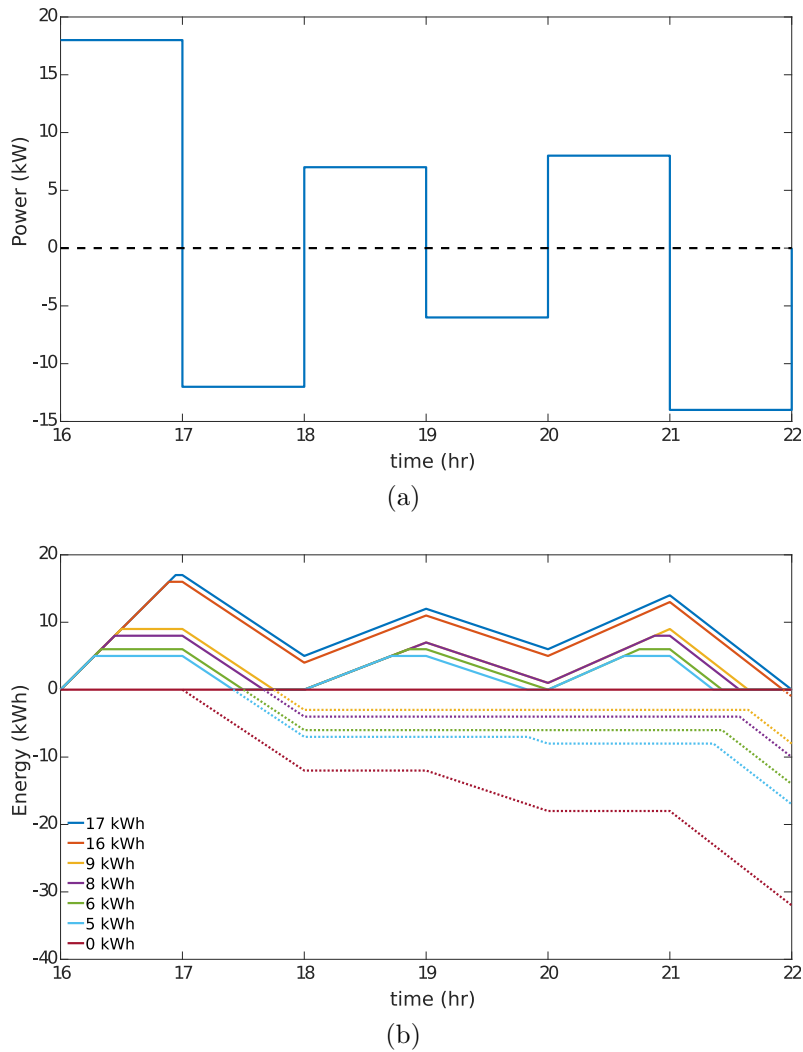 20
15
10
5
0
-5
-10
-15
Power (kW)
16 17 18 19 20 21 22
time (hr)
(a)
20
10
0
-10
-20
-30
-40
Energy (kWh)
17 kWh
16 kWh
9 kWh
8 kWh
6 kWh
5 kWh
0 kWh
16 17 18 19 20 21 22
time (hr)
(b)